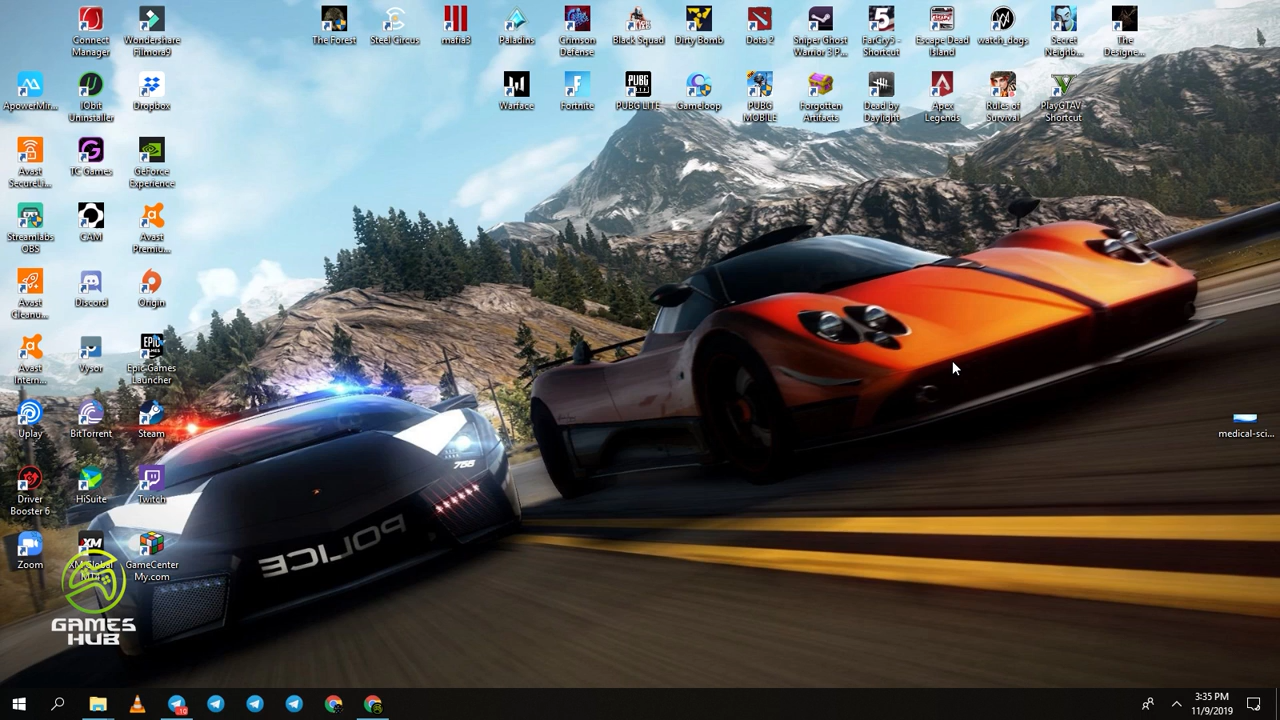 Connect
Manager
Wondershare
Filmora9
The Forest
Steel Circus
mafia3
Paladins
Crimson
Defense
Black Squad
Dirty Bomb
Dota 2
Sniper Ghost
Warrior 3 P...
FarCry5 -
Shortcut
Escape Dead
Island
watch_dogs
Secret
Neighb...
The
Designe...
ApowerMir...
IObit
Uninstaller
Dropbox
Warface
Fortnite
PUBG LITE
Gameloop
PUBG
MOBILE
Forgotten
Artifacts
Dead by
Daylight
Apex
Legends
Rules of
Survival
PlayGTAV
Shortcut
Avast
SecureLi...
TC Games
GeForce
Experience
Streamlabs
OBS
CAM
Avast
Premiu...
Avast
Cleanu...
Discord
Origin
Avast
Intern...
Vysor
Epic Games
Launcher
Uplay
BitTorrent
Steam
medical-sci...
Driver
Booster 6
HiSuite
Twitch
Zoom
XM Global
MT4
GameCenter
My.com
766
POLICE
GAMES
HUB
3:35 PM
11/9/2019